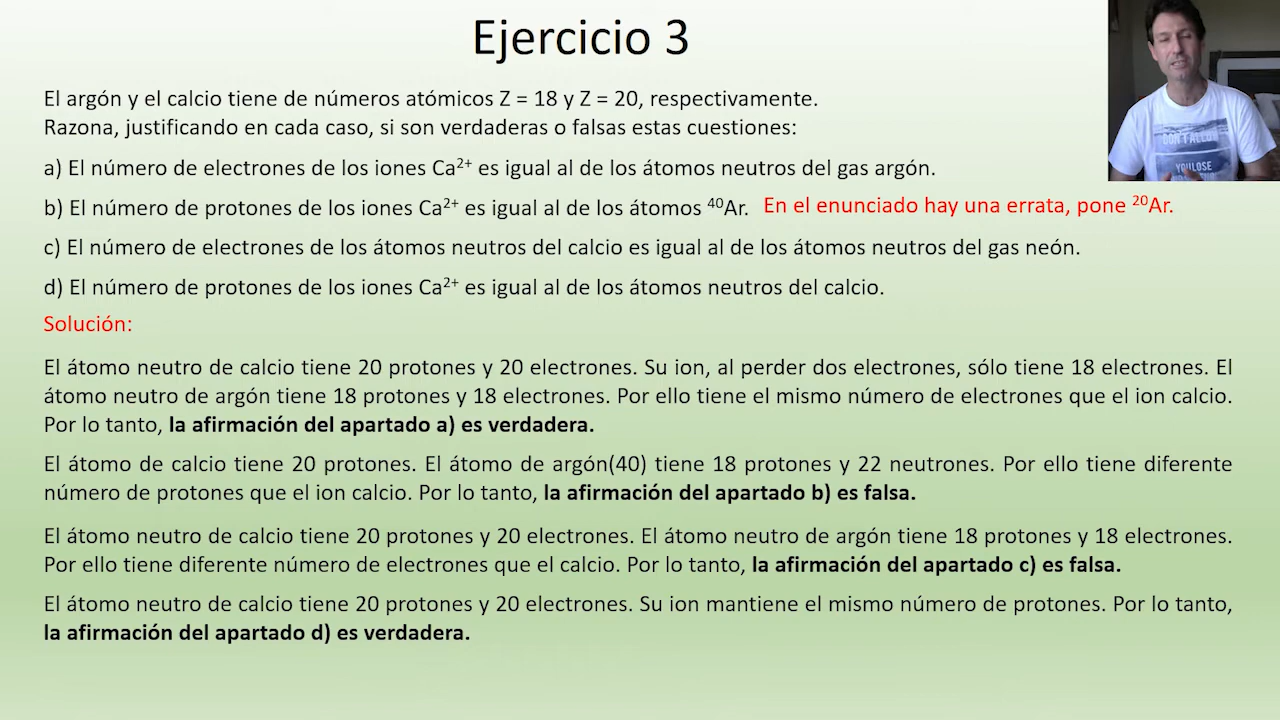 Ejercicio 3
El argón y el calcio tiene de números atómicos Z = 18 y Z = 20, respectivamente.
Razona, justificando en cada caso, si son verdaderas o falsas estas cuestiones:
a) El número de electrones de los iones Ca²⁺ es igual al de los átomos neutros del gas argón.
b) El número de protones de los iones Ca²⁺ es igual al de los átomos ⁴⁰Ar. En el enunciado hay una errata, pone ²⁰Ar.
c) El número de electrones de los átomos neutros del calcio es igual al de los átomos neutros del gas neón.
d) El número de protones de los iones Ca²⁺ es igual al de los átomos neutros del calcio.
Solución:
El átomo neutro de calcio tiene 20 protones y 20 electrones. Su ion, al perder dos electrones, sólo tiene 18 electrones. El
átomo neutro de argón tiene 18 protones y 18 electrones. Por ello tiene el mismo número de electrones que el ion calcio.
Por lo tanto, la afirmación del apartado a) es verdadera.
El átomo de calcio tiene 20 protones. El átomo de argón(40) tiene 18 protones y 22 neutrones. Por ello tiene diferente
número de protones que el ion calcio. Por lo tanto, la afirmación del apartado b) es falsa.
El átomo neutro de calcio tiene 20 protones y 20 electrones. El átomo neutro de argón tiene 18 protones y 18 electrones.
Por ello tiene diferente número de electrones que el calcio. Por lo tanto, la afirmación del apartado c) es falsa.
El átomo neutro de calcio tiene 20 protones y 20 electrones. Su ion mantiene el mismo número de protones. Por lo tanto,
la afirmación del apartado d) es verdadera.
YOU LOSE